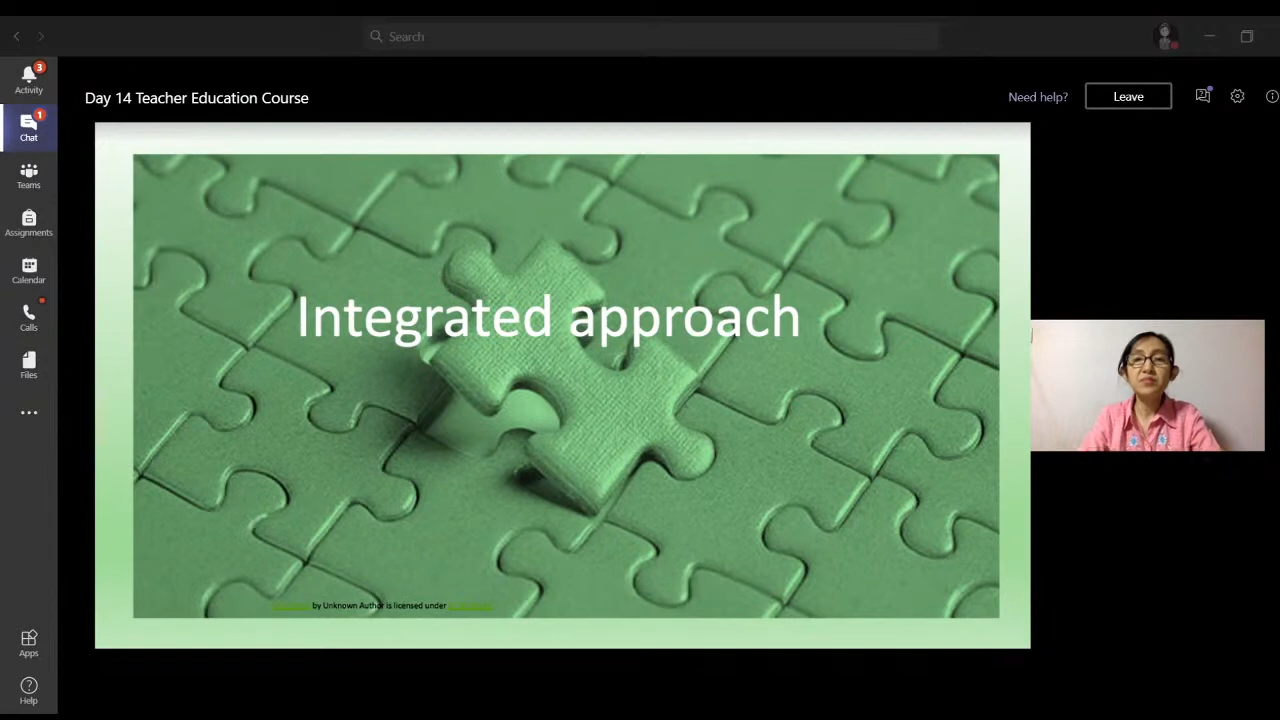 Search
3
Activity
1
Chat
Teams
Assignments
Calendar
Calls
Files
Apps
Help
Day 14 Teacher Education Course
Need help?
Leave
Integrated approach
by Unknown Author is licensed under